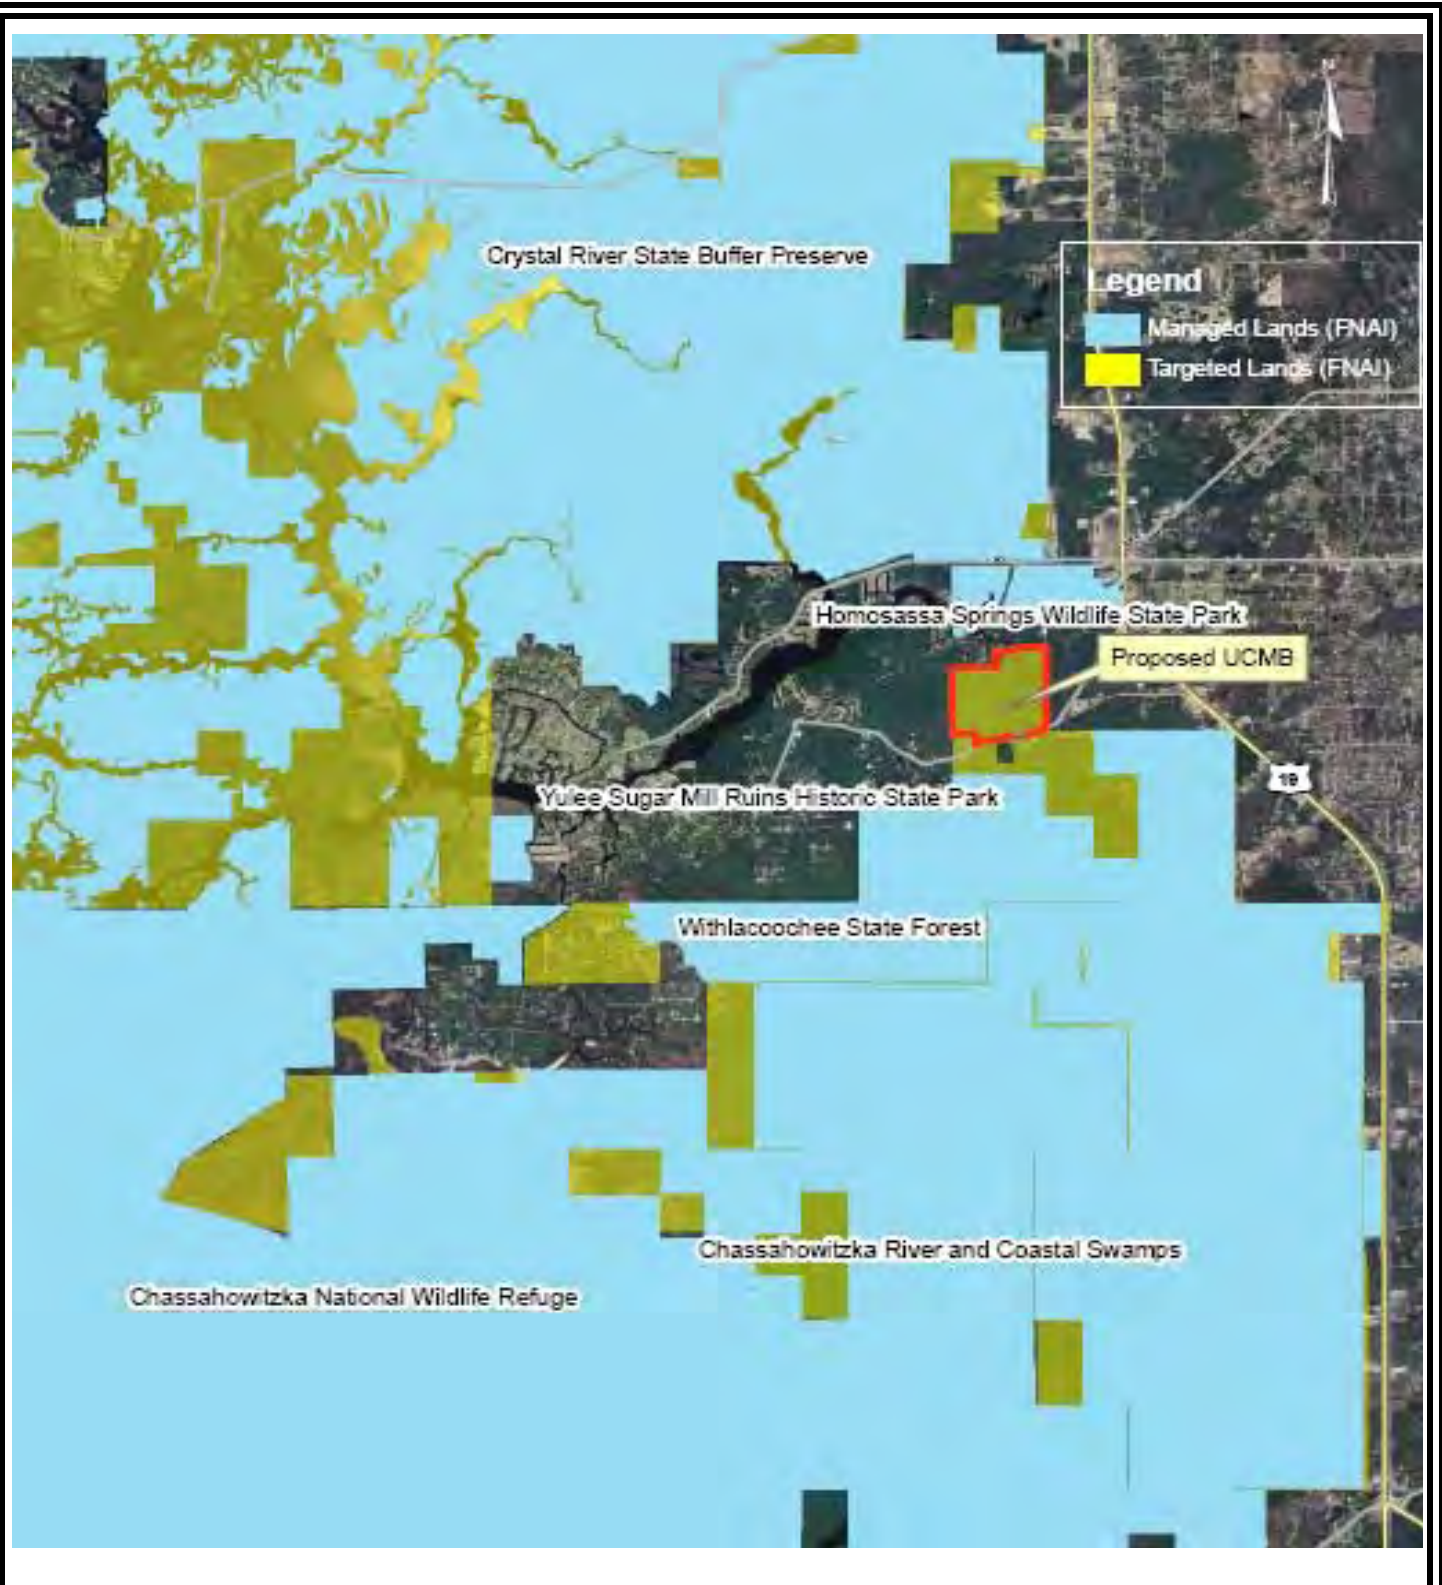 N
Crystal River State Buffer Preserve
Legend
Managed Lands (FNAI)
Targeted Lands (FNAI)
Homosassa Springs Wildlife State Park
Proposed UCMB
19
Yulee Sugar Mill Ruins Historic State Park
Withlacoochee State Forest
Chassahowitzka River and Coastal Swamps
Chassahowitzka National Wildlife Refuge